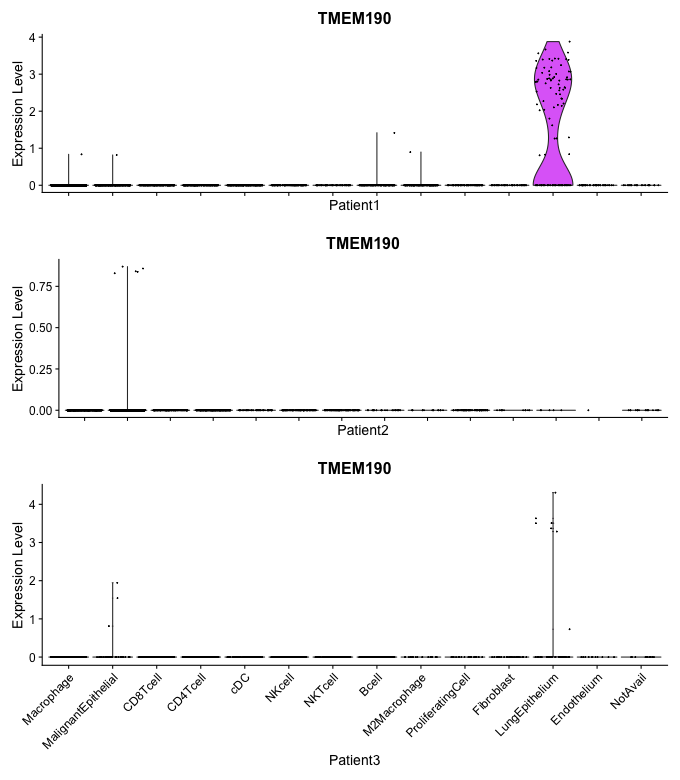 TMEM190
4
3
2
1
0
Expression Level
Patient1
TMEM190
0.75
0.50
0.25
0.00
Expression Level
Patient2
TMEM190
4
3
2
1
0
Expression Level
Macrophage
MalignantEpithelial
CD8Tcell
CD4Tcell
cDC
NKcell
NKTcell
Bcell
M2Macrophage
ProliferatingCell
Fibroblast
LungEpithelium
Endothelium
NotAvail
Patient3